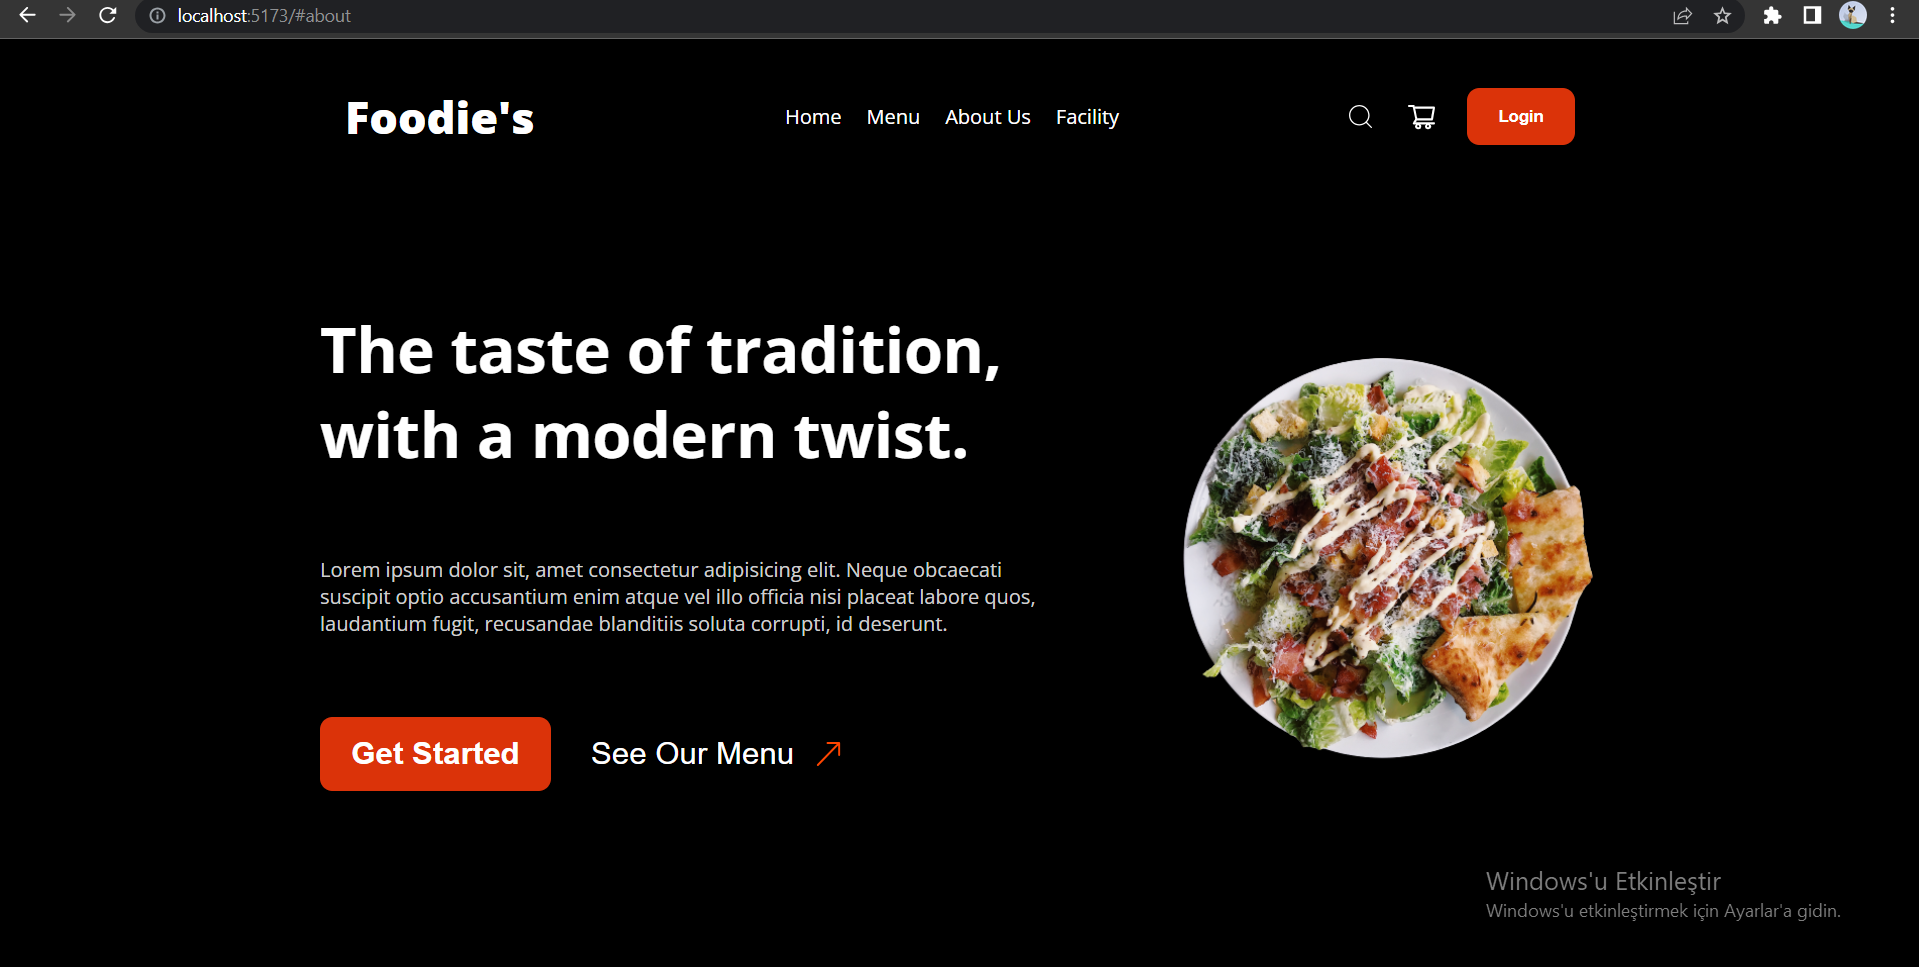 localhost:5173/#about
Foodie's
Home Menu About Us Facility
Login
The taste of tradition,
with a modern twist.
Lorem ipsum dolor sit, amet consectetur adipisicing elit. Neque obcaecati
suscipit optio accusantium enim atque vel illo officia nisi placeat labore quos,
laudantium fugit, recusandae blanditiis soluta corrupti, id deserunt.
Get Started
See Our Menu
Windows'u Etkinleştir
Windows'u etkinleştirmek için Ayarlar'a gidin.